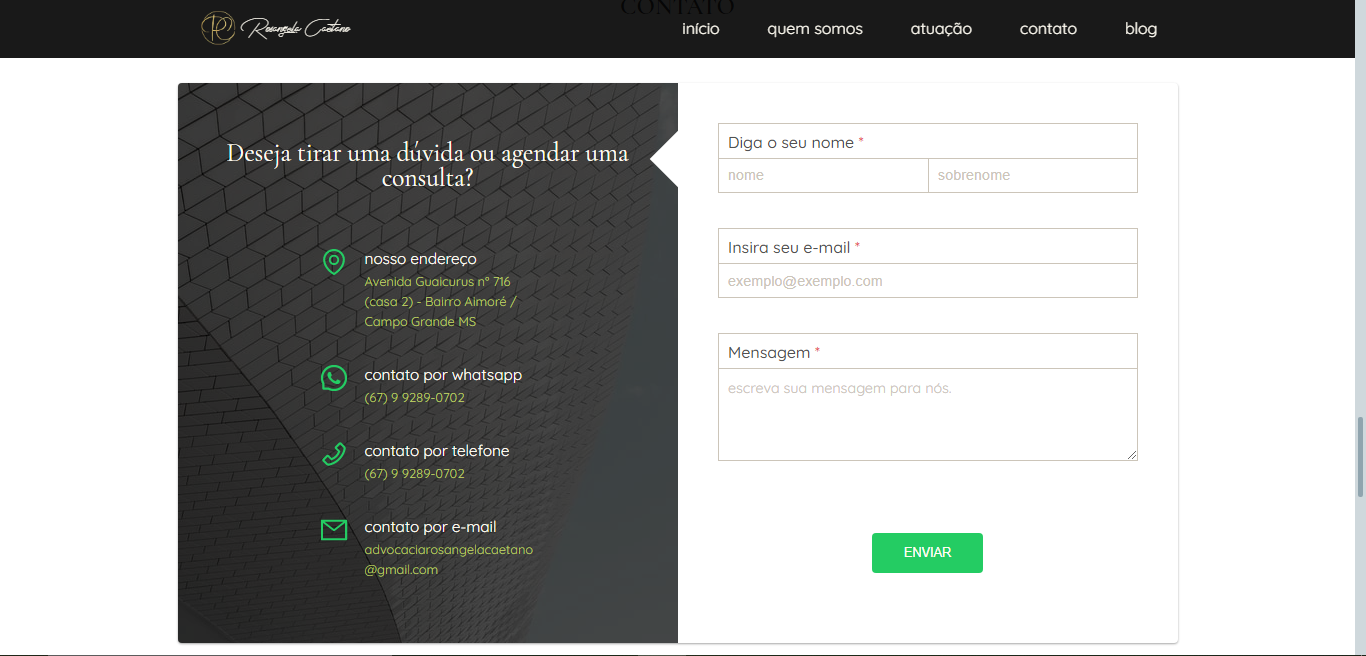 CONTATO
Rosangela Caetano
início quem somos atuação contato blog
Deseja tirar uma dúvida ou agendar uma
consulta?
nosso endereço
Avenida Guaicurus nº 716
(casa 2) - Bairro Aimoré /
Campo Grande MS
contato por whatsapp
(67) 9 9289-0702
contato por telefone
(67) 9 9289-0702
contato por e-mail
advocaciarosangelacaetano
@gmail.com
Diga o seu nome *
nome sobrenome
Insira seu e-mail *
exemplo@exemplo.com
Mensagem *
escreva sua mensagem para nós.
ENVIAR